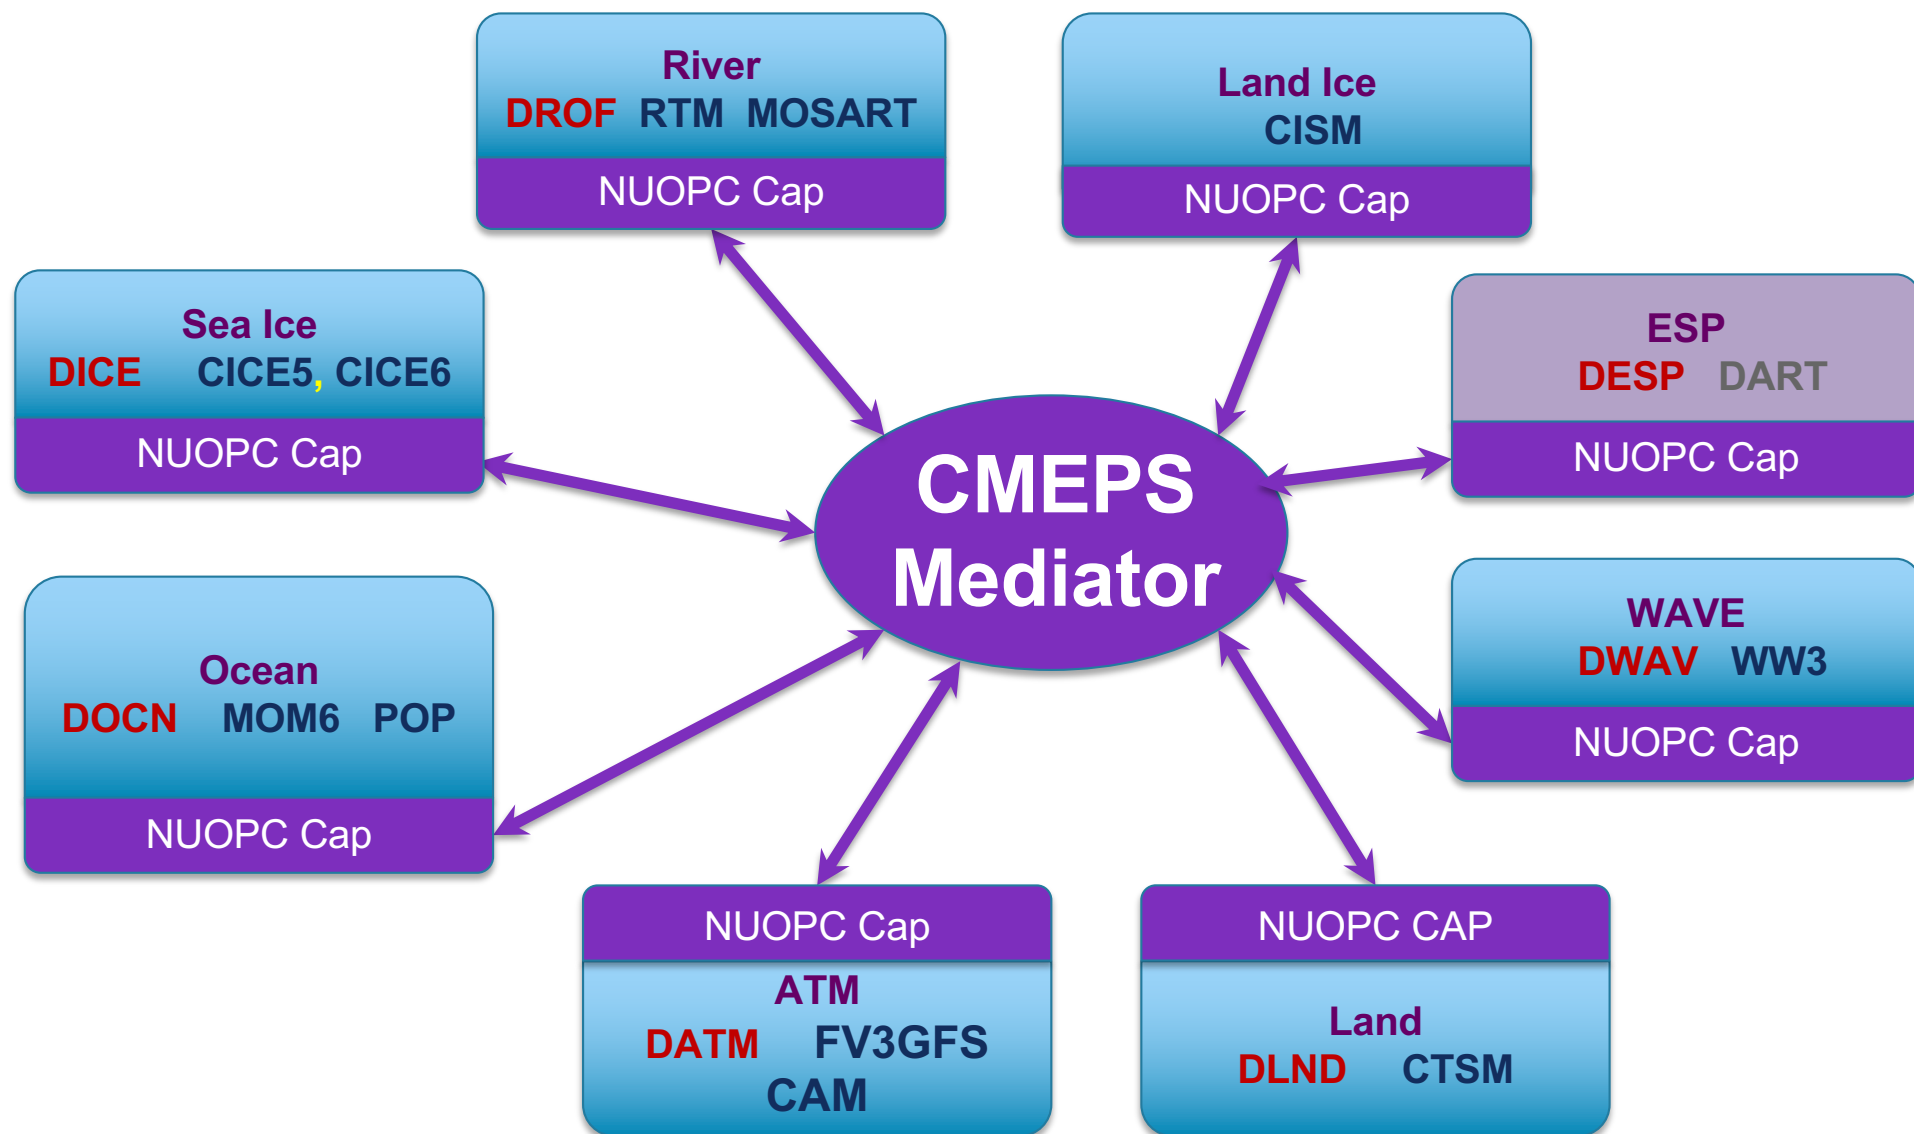 River
DROF RTM MOSART
NUOPC Cap
Land Ice
CISM
NUOPC Cap
Sea Ice
DICE CICE5, CICE6
NUOPC Cap
ESP
DESP DART
NUOPC Cap
CMEPS
Mediator
Ocean
DOCN MOM6 POP
NUOPC Cap
WAVE
DWAV WW3
NUOPC Cap
NUOPC Cap
ATM
DATM FV3GFS
CAM
NUOPC CAP
Land
DLND CTSM